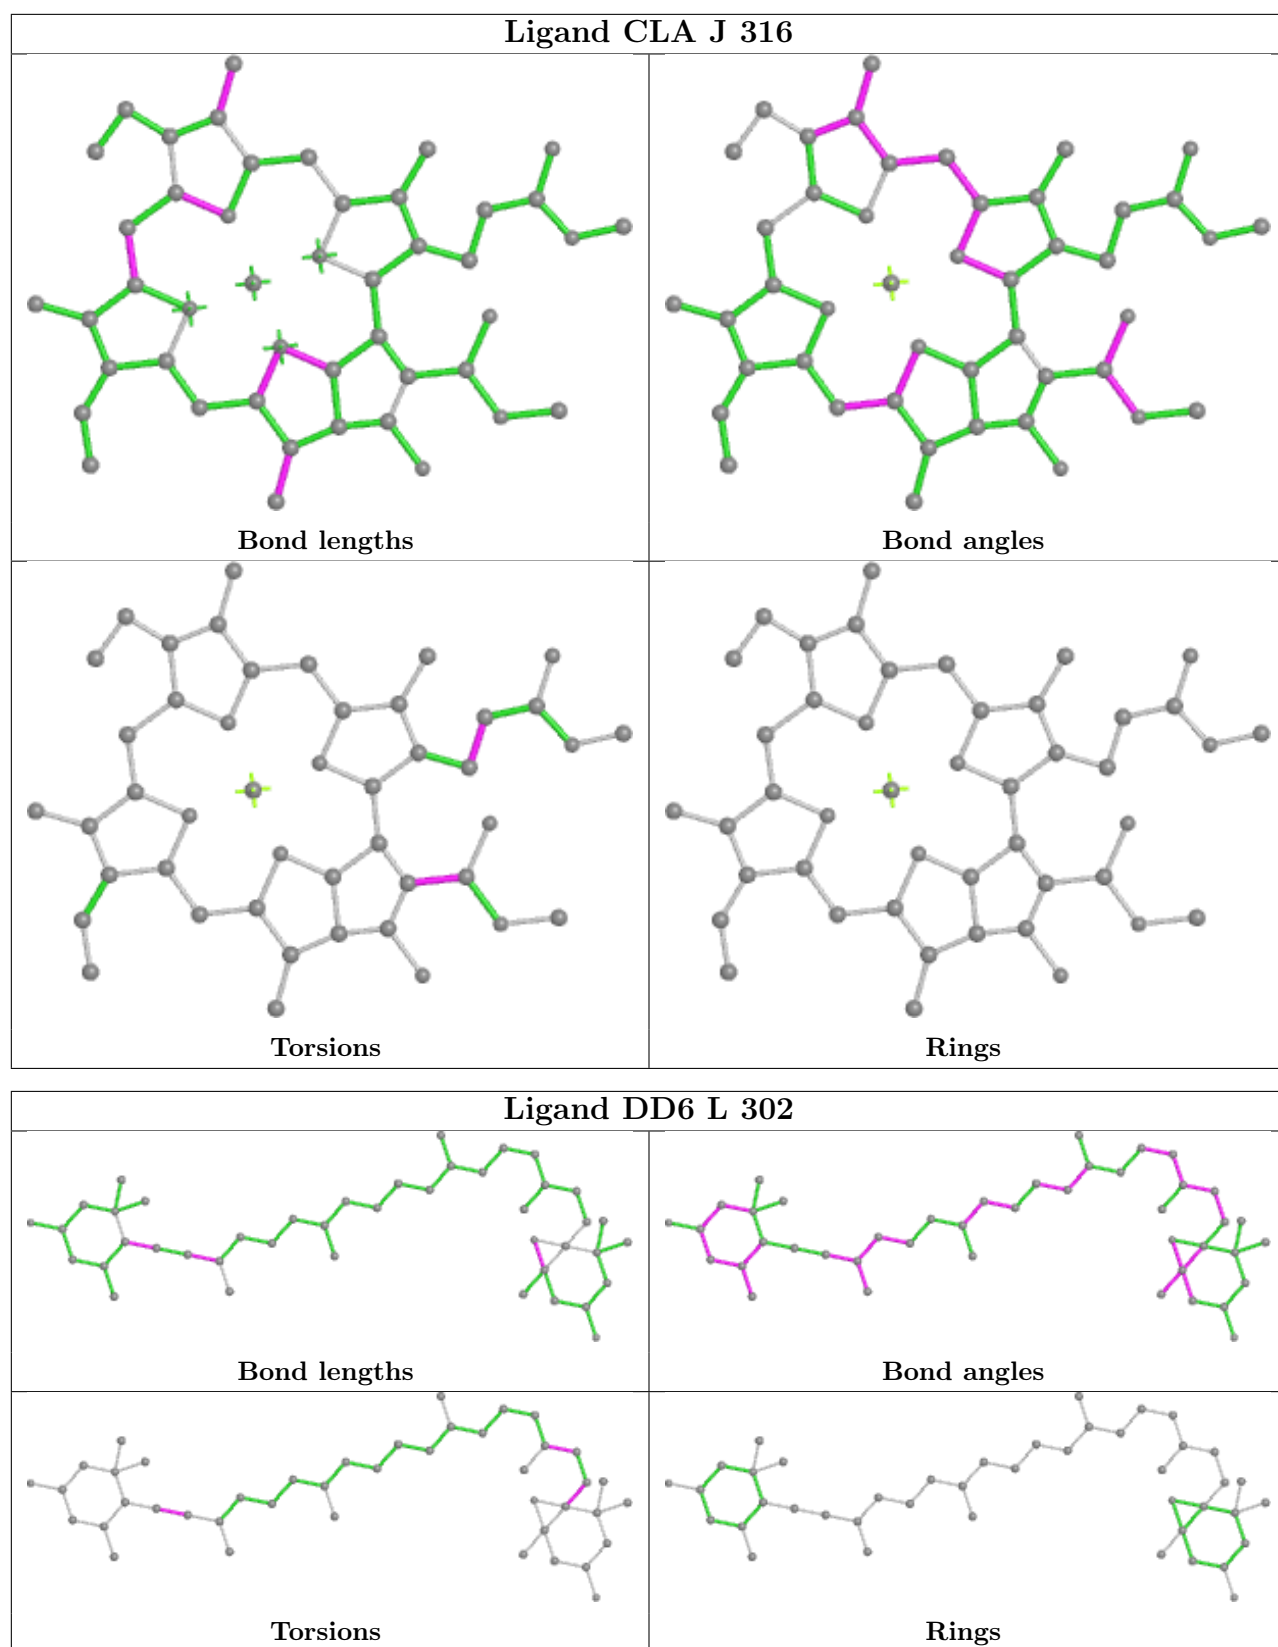 Ligand CLA J 316
Bond lengths
Bond angles
Torsions
Rings
Ligand DD6 L 302
Bond lengths
Bond angles
Torsions
Rings